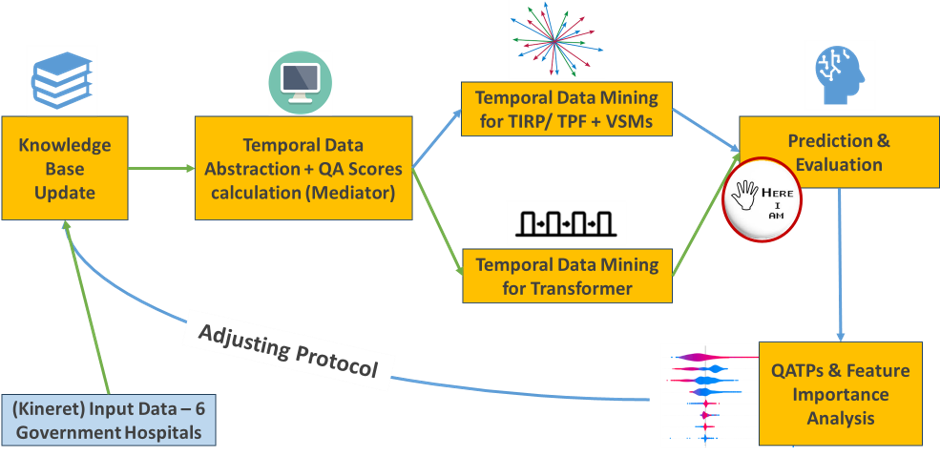 Knowledge
Base
Update
Temporal Data
Abstraction + QA Scores
calculation (Mediator)
Temporal Data Mining
for TIRP/ TPF + VSMs
Temporal Data Mining
for Transformer
Prediction &
Evaluation
HERE
I
AM
Adjusting Protocol
QATPs & Feature
Importance
Analysis
(Kineret) Input Data – 6
Government Hospitals